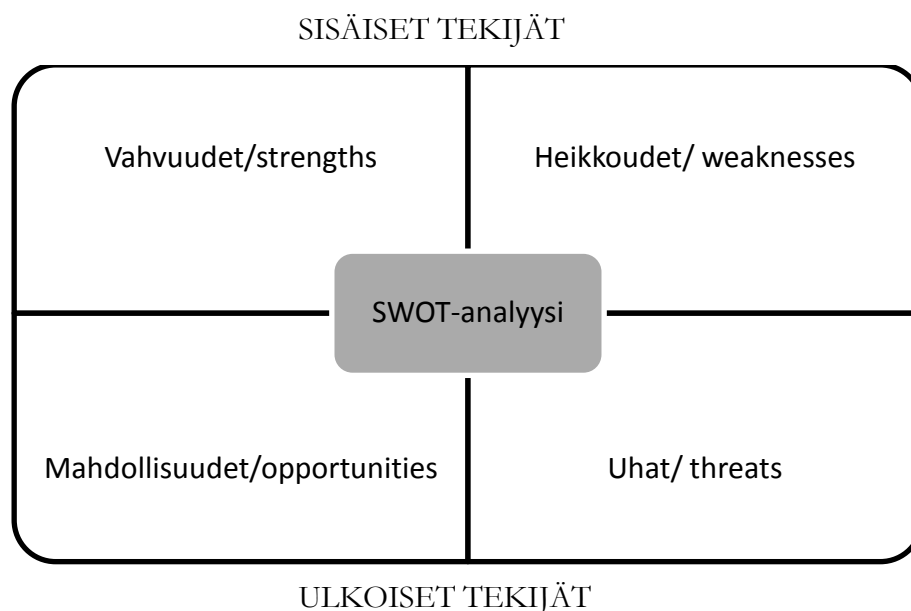 SISÄISET TEKIJÄT
Vahvuudet/strengths
Heikkoudet/ weaknesses
SWOT-analyysi
Mahdollisuudet/opportunities
Uhat/ threats
ULKOISET TEKIJÄT